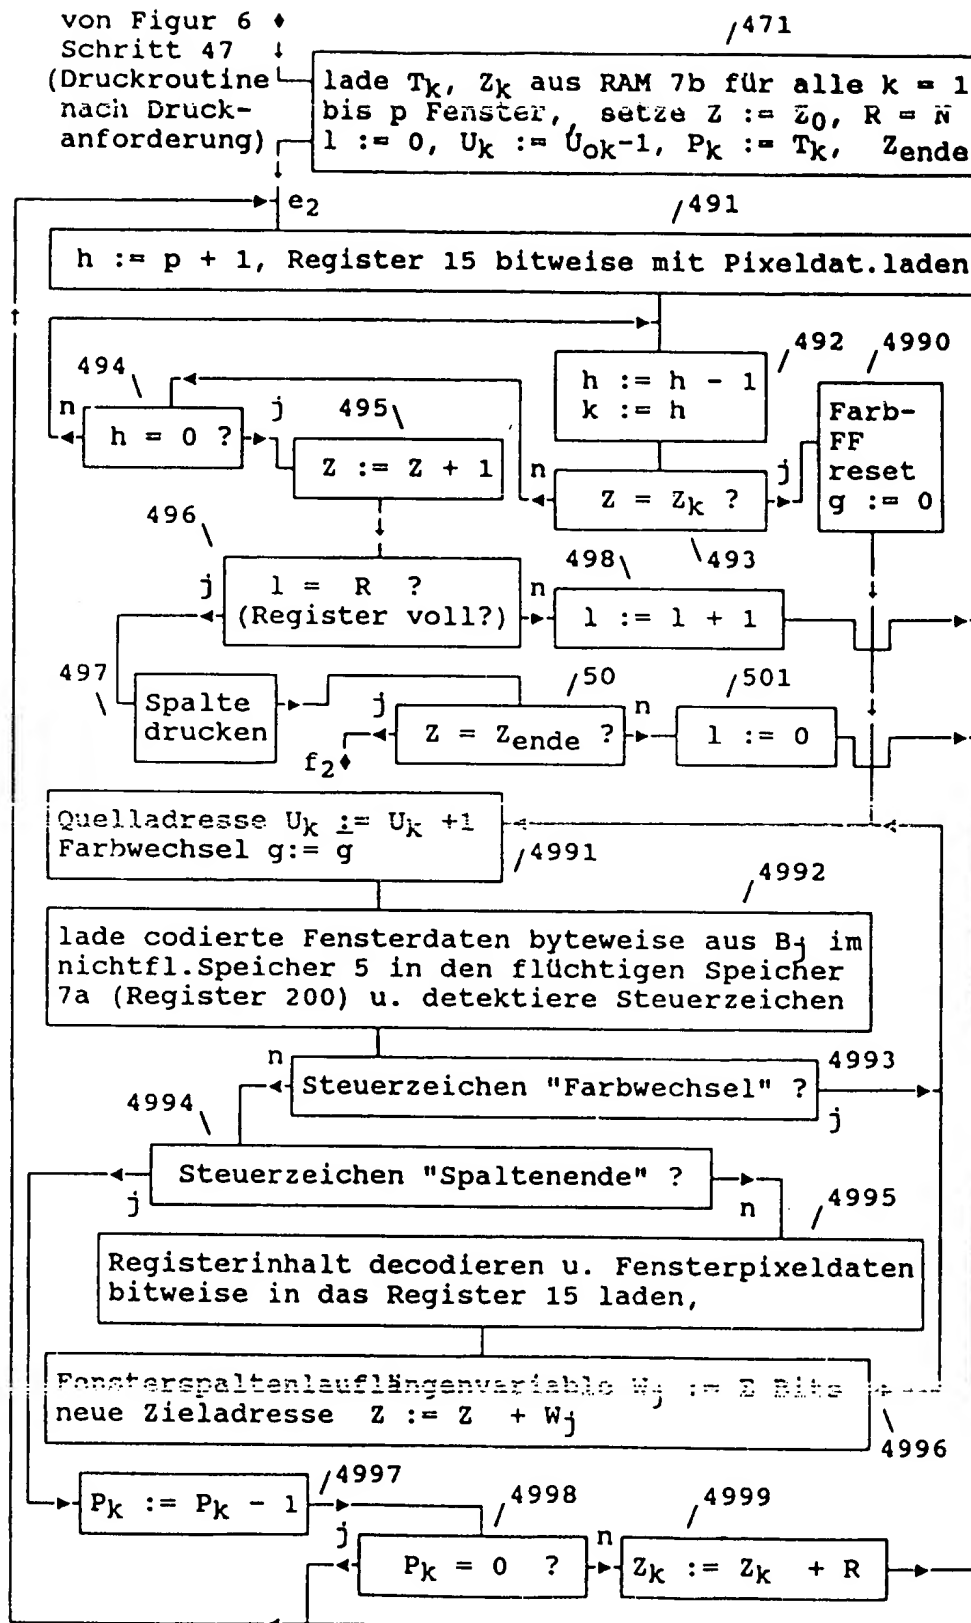 von Figur 6
Schritt 47
(Druckroutine
nach Druck-
anforderung)
471
lade Tk, Zk aus RAM 7b für alle k = 1
bis p Fenster, setze Z := Z0, R = N
l := 0, Uk := Uok-1, Pk := Tk, Zende
e2
491
h := p + 1, Register 15 bitweise mit Pixeldat.laden
492
h := h - 1
k := h
4990
Farb-
FF
reset
g := 0
494
n
h = 0 ?
j
495
Z := Z + 1
n
Z = Zk ?
j
493
496
j
l = R ?
(Register voll?)
n
498
l := l + 1
497
Spalte
drucken
50
j
Z = Zende ?
n
f2
501
l := 0
Quelladresse Uk := Uk +1
Farbwechsel g:= g
4991
4992
lade codierte Fensterdaten byteweise aus Bj im
nichtfl.Speicher 5 in den flüchtigen Speicher
7a (Register 200) u. detektiere Steuerzeichen
n
Steuerzeichen "Farbwechsel" ?
4993
j
4994
Steuerzeichen "Spaltenende" ?
j
n
4995
Registerinhalt decodieren u. Fensterpixeldaten
bitweise in das Register 15 laden,
Fensterspaltenlauflängenvariable Wj := Σ Bits
neue Zieladresse Z := Z + Wj
4996
4997
Pk := Pk - 1
4998
j
Pk = 0 ?
n
4999
Zk := Zk + R